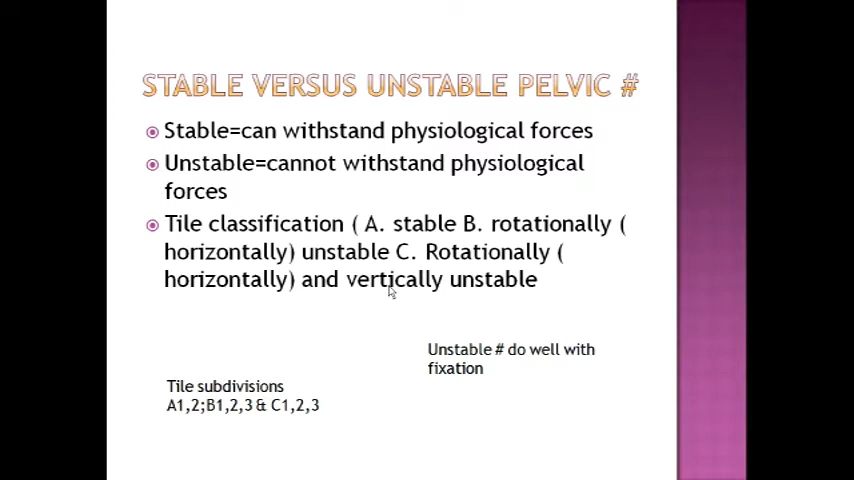 STABLE VERSUS UNSTABLE PELVIC #
Stable=can withstand physiological forces
Unstable=cannot withstand physiological
forces
Tile classification ( A. stable B. rotationally (
horizontally) unstable C. Rotationally (
horizontally) and vertically unstable
Unstable # do well with
fixation
Tile subdivisions
A1,2;B1,2,3 & C1,2,3